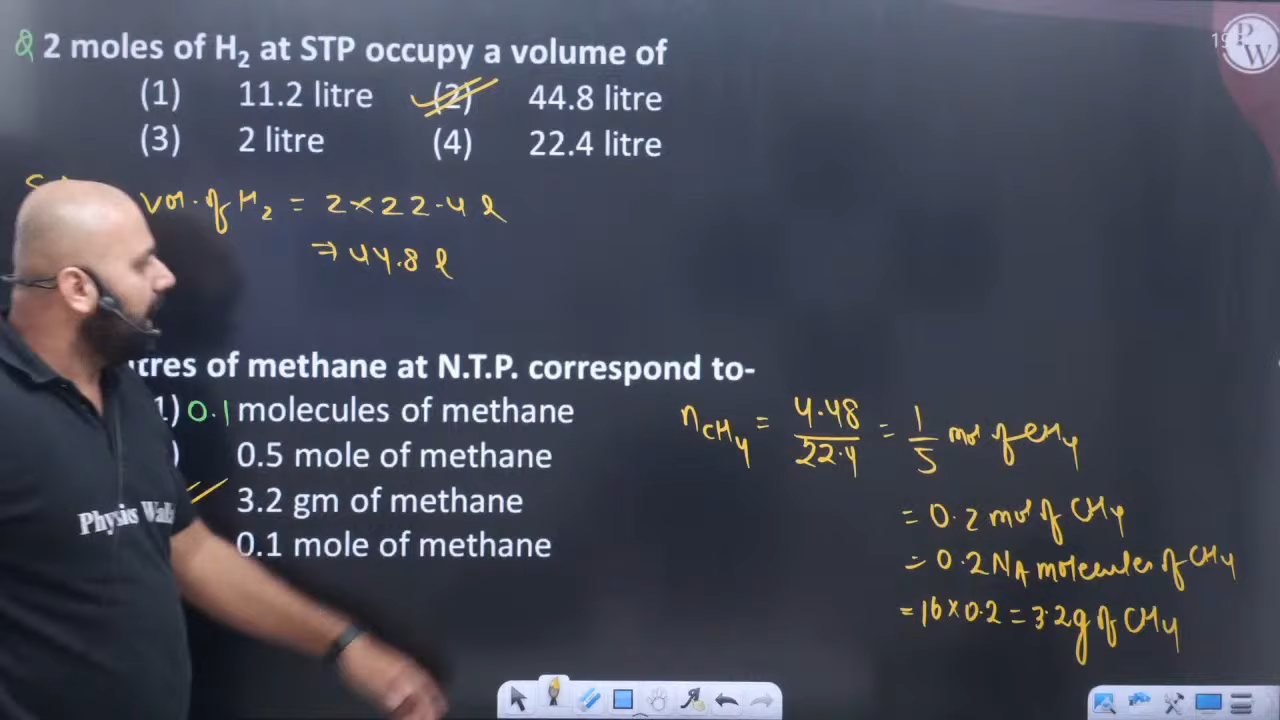 Q 2 moles of H₂ at STP occupy a volume of
(1) 11.2 litre (2) 44.8 litre
(3) 2 litre (4) 22.4 litre
vol. of H₂ = 2×22.4 l
⇒ 44.8 l
itres of methane at N.T.P. correspond to-
1) 0.1 molecules of methane
) 0.5 mole of methane
3.2 gm of methane
0.1 mole of methane
nCH₄ = 4.48/22.4 = 1/5 mol of CH₄
= 0.2 mol of CH₄
= 0.2 NA molecules of CH₄
= 16×0.2 = 3.2g of CH₄
Physics Walla
PW
19